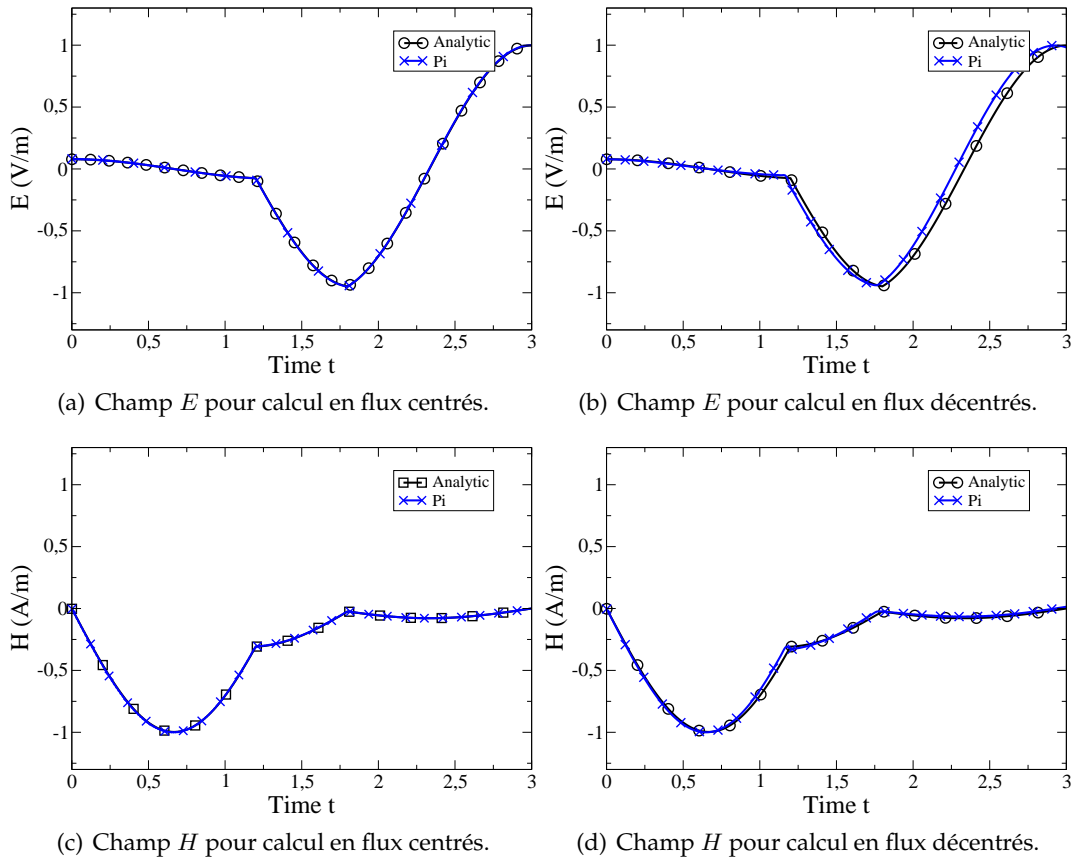 1
0,5
0
-0,5
-1
E (V/m)
0 0,5 1 1,5 2 2,5 3
Time t
Analytic
Pi
(a) Champ E pour calcul en flux centrés.
1
0,5
0
-0,5
-1
E (V/m)
0 0,5 1 1,5 2 2,5 3
Time t
Analytic
Pi
(b) Champ E pour calcul en flux décentrés.
1
0,5
0
-0,5
-1
H (A/m)
0 0,5 1 1,5 2 2,5 3
Time t
Analytic
Pi
(c) Champ H pour calcul en flux centrés.
1
0,5
0
-0,5
-1
H (A/m)
0 0,5 1 1,5 2 2,5 3
Time t
Analytic
Pi
(d) Champ H pour calcul en flux décentrés.